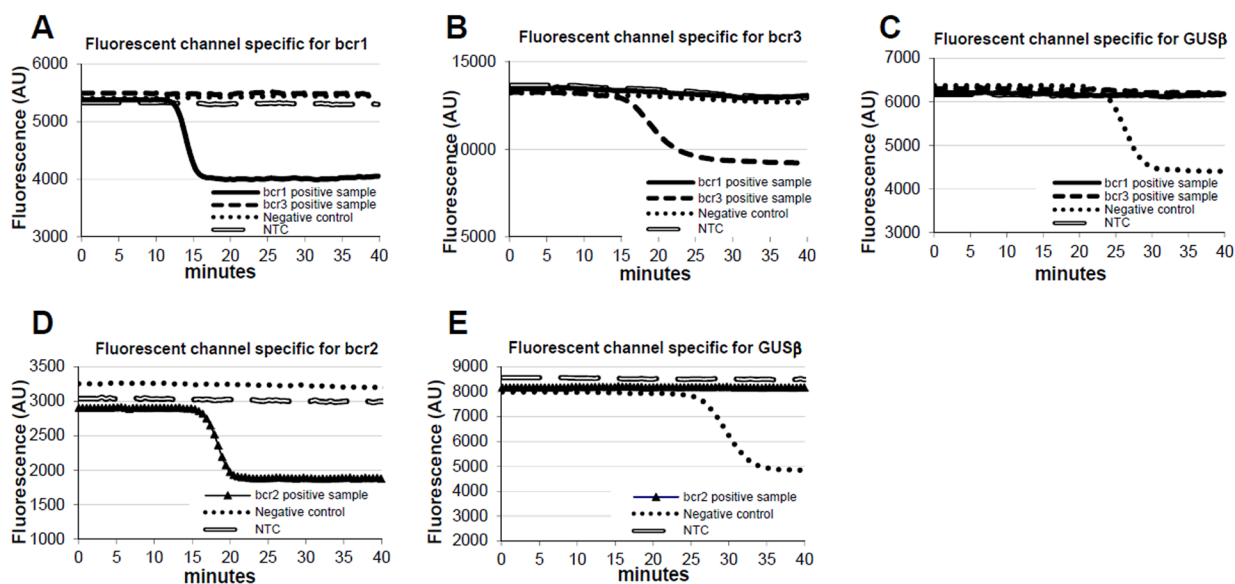 A
Fluorescent channel specific for bcr1
Fluorescence (AU)
6000
5000
4000
3000
bcr1 positive sample
bcr3 positive sample
Negative control
NTC
0 5 10 15 20 25 30 35 40
minutes
B
Fluorescent channel specific for bcr3
Fluorescence (AU)
15000
10000
5000
bcr1 positive sample
bcr3 positive sample
Negative control
NTC
0 5 10 15 20 25 30 35 40
minutes
C
Fluorescent channel specific for GUSβ
Fluorescence (AU)
7000
6000
5000
4000
3000
bcr1 positive sample
bcr3 positive sample
Negative control
NTC
0 5 10 15 20 25 30 35 40
minutes
D
Fluorescent channel specific for bcr2
Fluorescence (AU)
3500
3000
2500
2000
1500
1000
bcr2 positive sample
Negative control
NTC
0 5 10 15 20 25 30 35 40
minutes
E
Fluorescent channel specific for GUSβ
Fluorescence (AU)
9000
8000
7000
6000
5000
4000
3000
2000
bcr2 positive sample
Negative control
NTC
0 5 10 15 20 25 30 35 40
minutes